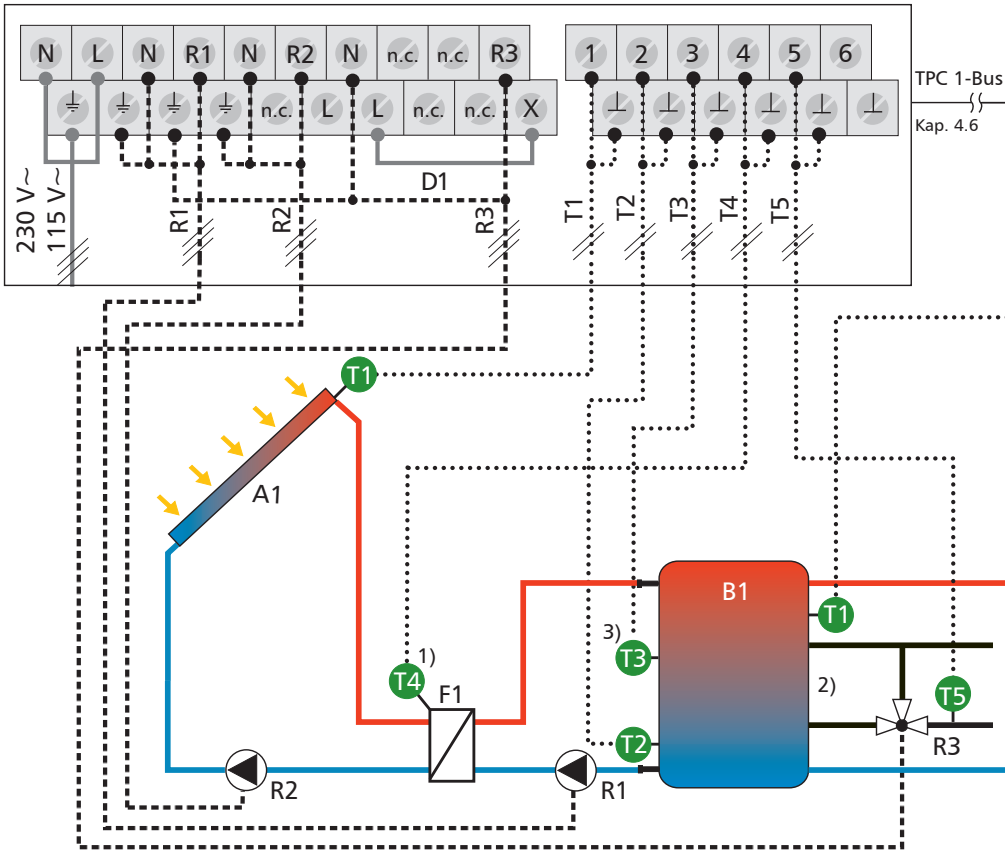 N L N R1 N R2 N n.c. n.c. R3
1 2 3 4 5 6
n.c. L L n.c. n.c. X
TPC 1-Bus
Kap. 4.6
D1
230 V~
115 V~
R1
R2
R3
T1
T2
T3
T4
T5
T1
A1
B1
T1
3)
T3
1)
T4
F1
2)
T5
T2
R3
R2
R1